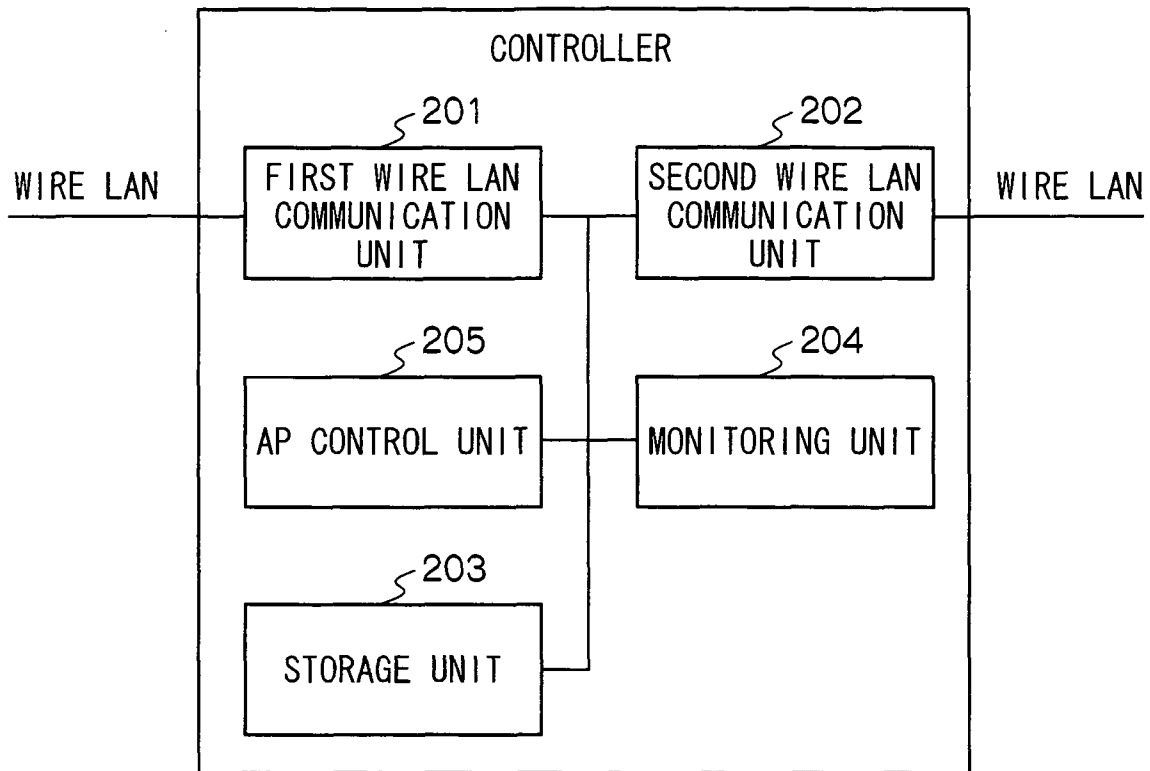 CONTROLLER
201
202
WIRE LAN
FIRST WIRE LAN
COMMUNICATION
UNIT
SECOND WIRE LAN
COMMUNICATION
UNIT
WIRE LAN
205
204
AP CONTROL UNIT
MONITORING UNIT
203
STORAGE UNIT